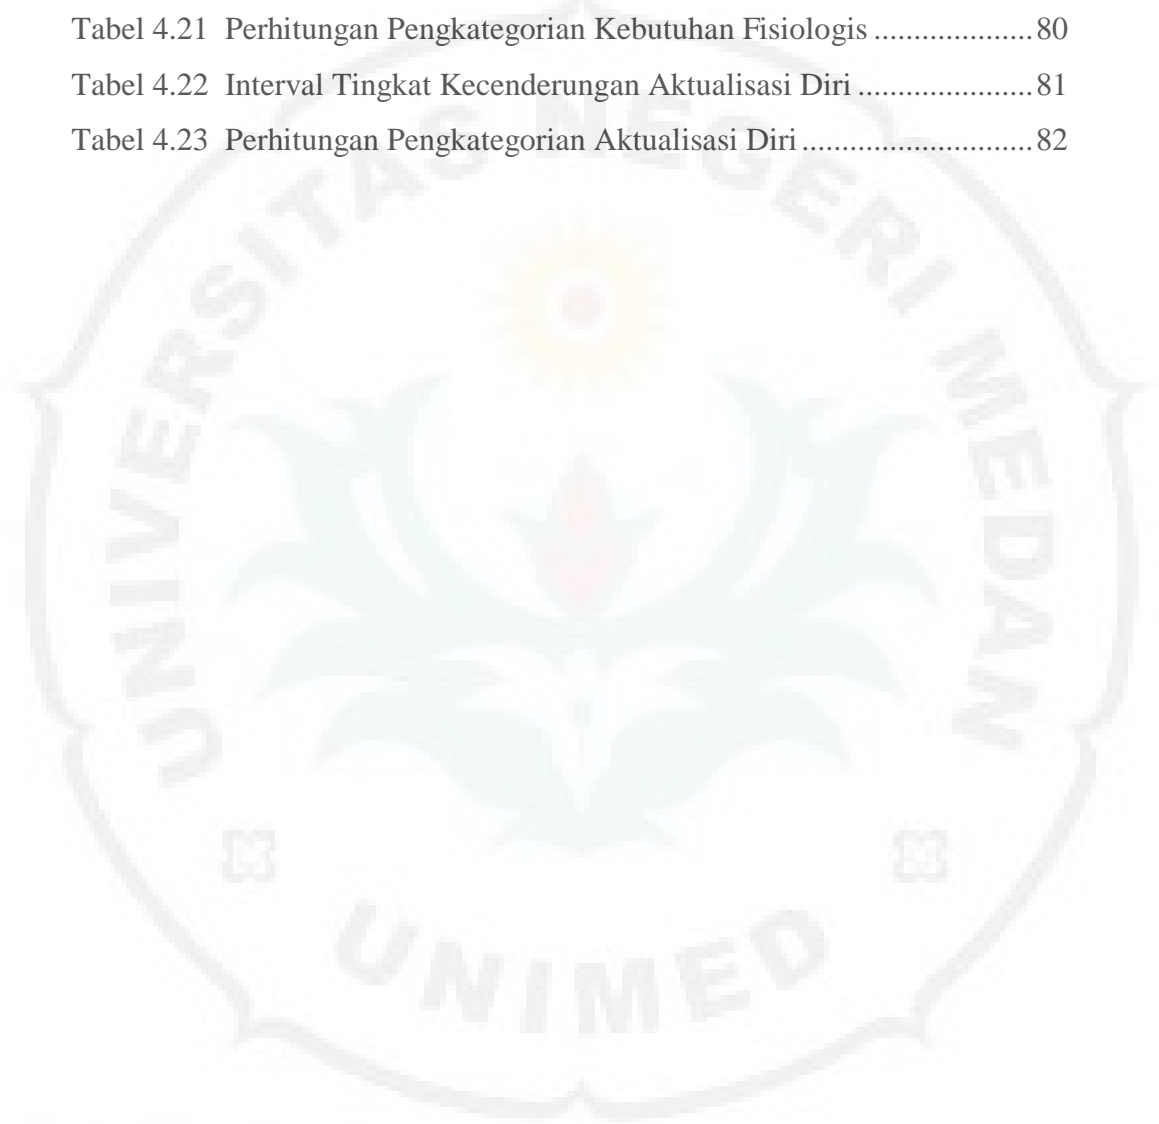 Tabel 4.21 Perhitungan Pengkategorian Kebutuhan Fisiologis ....................80
Tabel 4.22 Interval Tingkat Kecenderungan Aktualisasi Diri ......................81
Tabel 4.23 Perhitungan Pengkategorian Aktualisasi Diri.............................82
UNIVERSITAS NEGERI MEDAN
UNIMED